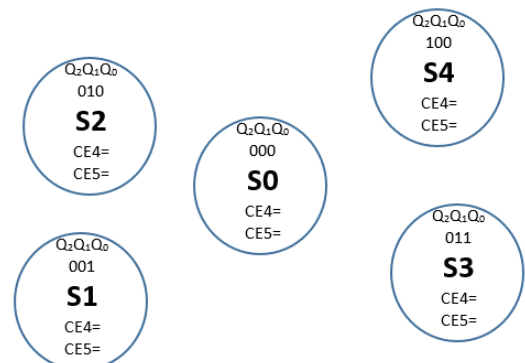 Q₂Q₁Q₀
100
S4
CE4=
CE5=
Q₂Q₁Q₀
010
S2
CE4=
CE5=
Q₂Q₁Q₀
000
S0
CE4=
CE5=
Q₂Q₁Q₀
011
S3
CE4=
CE5=
Q₂Q₁Q₀
001
S1
CE4=
CE5=